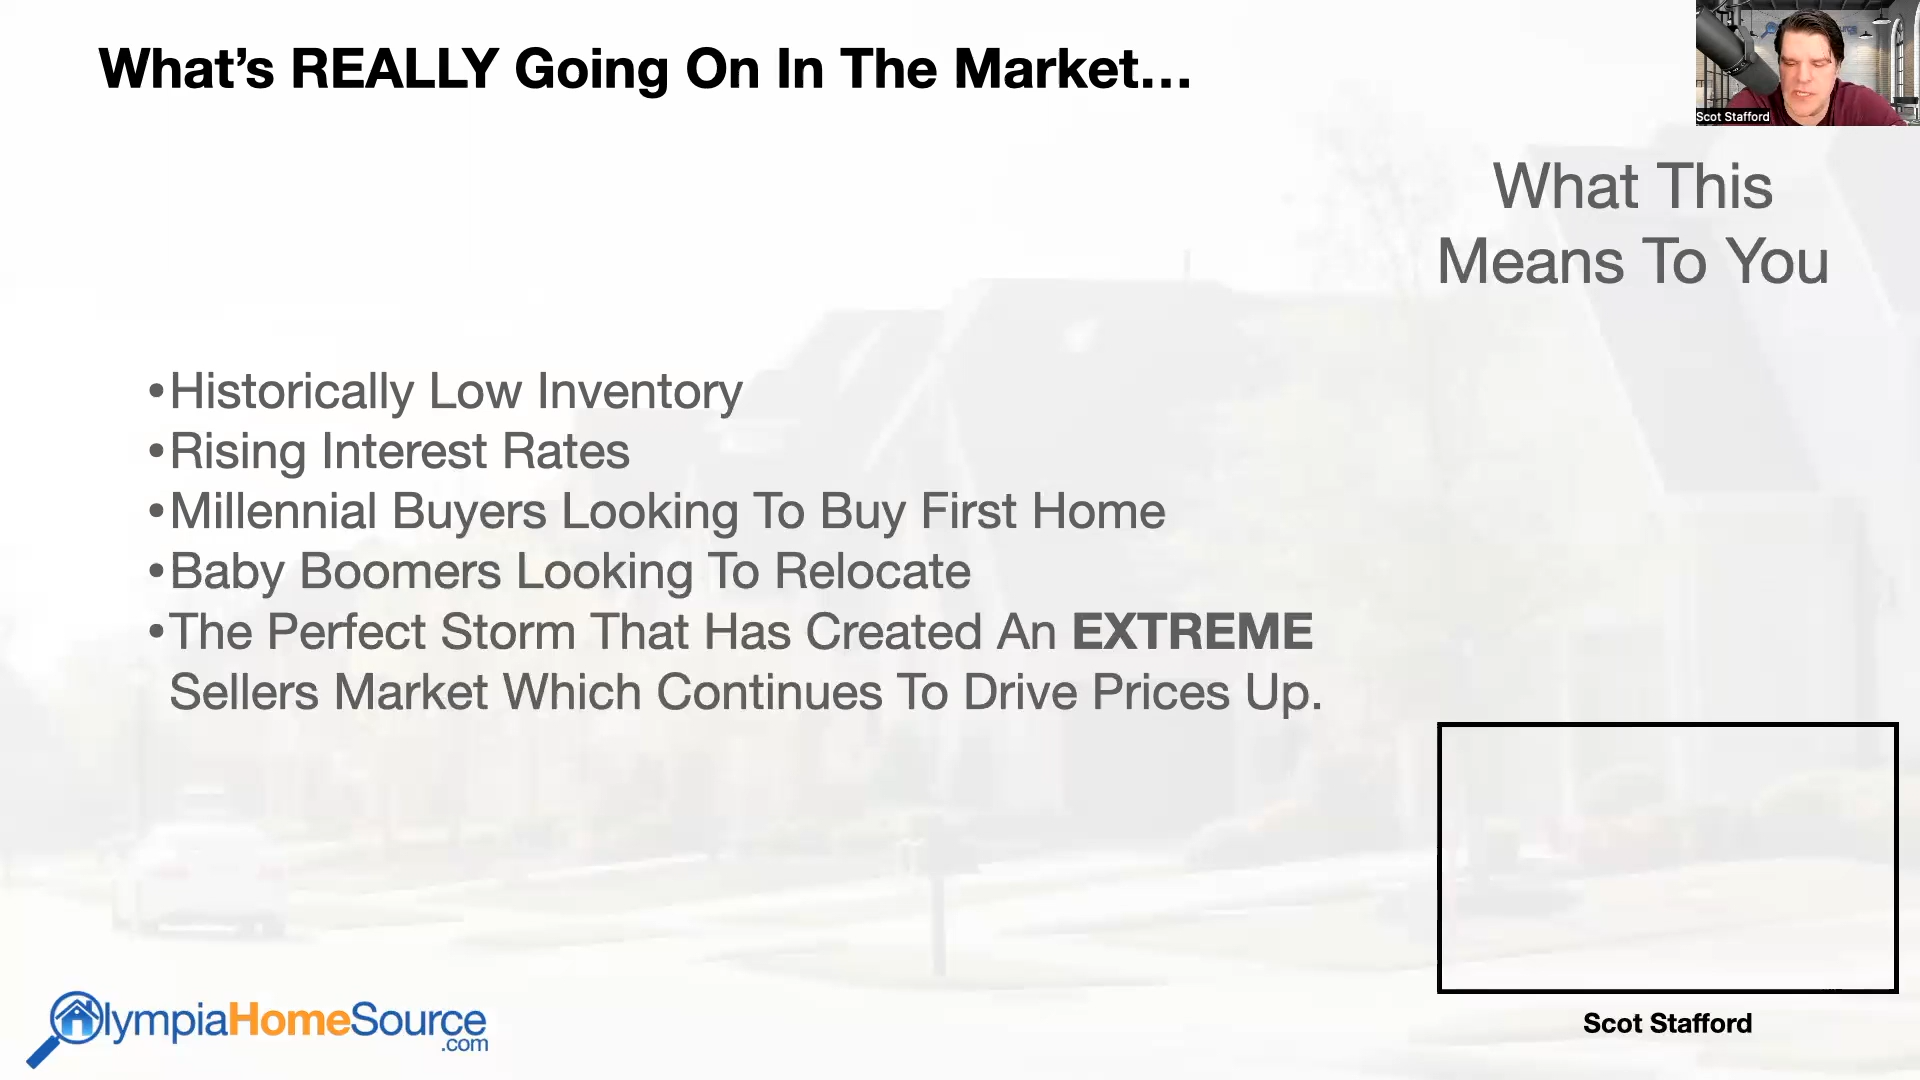 What's REALLY Going On In The Market...
Scot Stafford
What This
Means To You
•Historically Low Inventory
•Rising Interest Rates
•Millennial Buyers Looking To Buy First Home
•Baby Boomers Looking To Relocate
•The Perfect Storm That Has Created An EXTREME
Sellers Market Which Continues To Drive Prices Up.
OlympiaHomeSource
.com
Scot Stafford